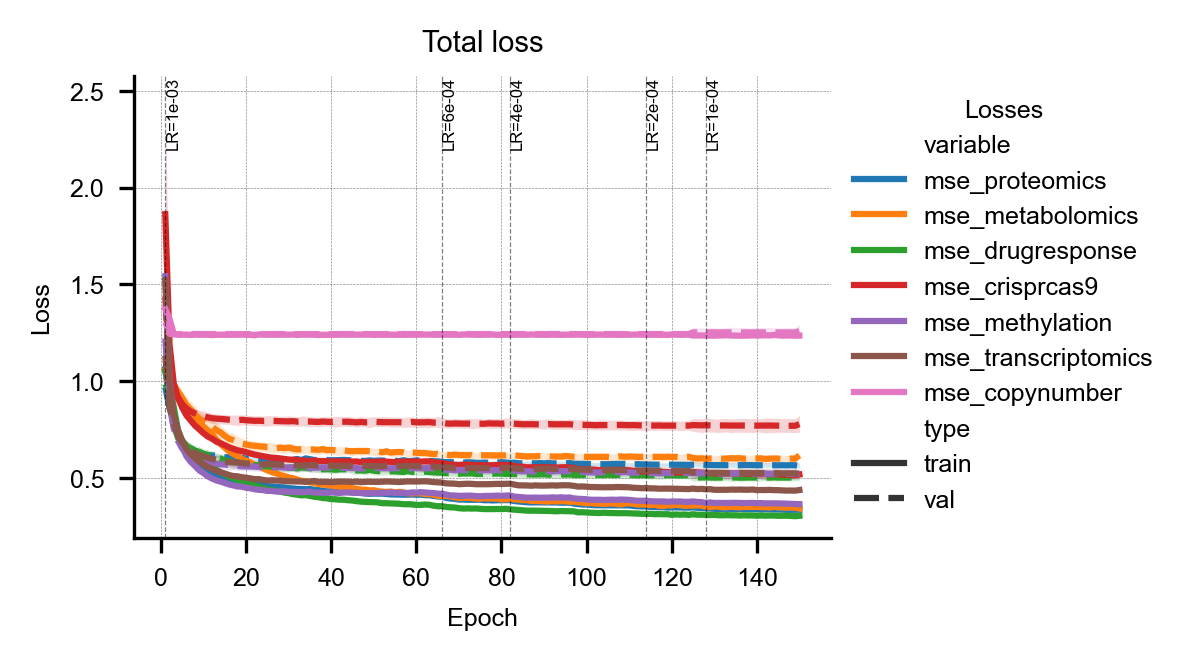 Total loss
2.5
2.0
1.5
1.0
0.5
Loss
LR=1e-03
LR=6e-04
LR=4e-04
LR=2e-04
LR=1e-04
0 20 40 60 80 100 120 140
Epoch
Losses
variable
mse_proteomics
mse_metabolomics
mse_drugresponse
mse_crisprcas9
mse_methylation
mse_transcriptomics
mse_copynumber
type
train
val